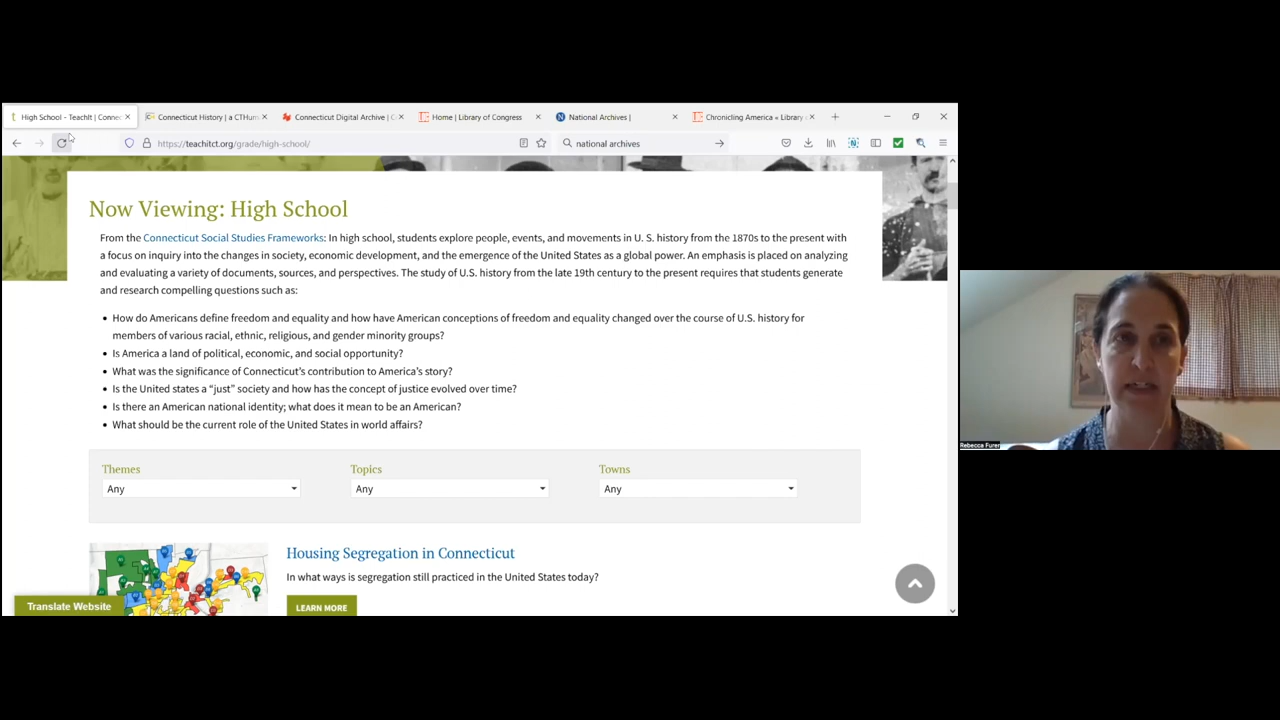 High School - TeachIt | Connec
Connecticut History | a CTHum
Connecticut Digital Archive | C
Home | Library of Congress
National Archives |
Chronicling America « Library
https://teachitct.org/grade/high-school/
national archives
Now Viewing: High School
From the Connecticut Social Studies Frameworks: In high school, students explore people, events, and movements in U. S. history from the 1870s to the present with
a focus on inquiry into the changes in society, economic development, and the emergence of the United States as a global power. An emphasis is placed on analyzing
and evaluating a variety of documents, sources, and perspectives. The study of U.S. history from the late 19th century to the present requires that students generate
and research compelling questions such as:
• How do Americans define freedom and equality and how have American conceptions of freedom and equality changed over the course of U.S. history for
members of various racial, ethnic, religious, and gender minority groups?
• Is America a land of political, economic, and social opportunity?
• What was the significance of Connecticut's contribution to America's story?
• Is the United states a "just" society and how has the concept of justice evolved over time?
• Is there an American national identity; what does it mean to be an American?
• What should be the current role of the United States in world affairs?
Themes
Topics
Towns
Any
Any
Any
Housing Segregation in Connecticut
In what ways is segregation still practiced in the United States today?
LEARN MORE
Translate Website
Rebecca Furer